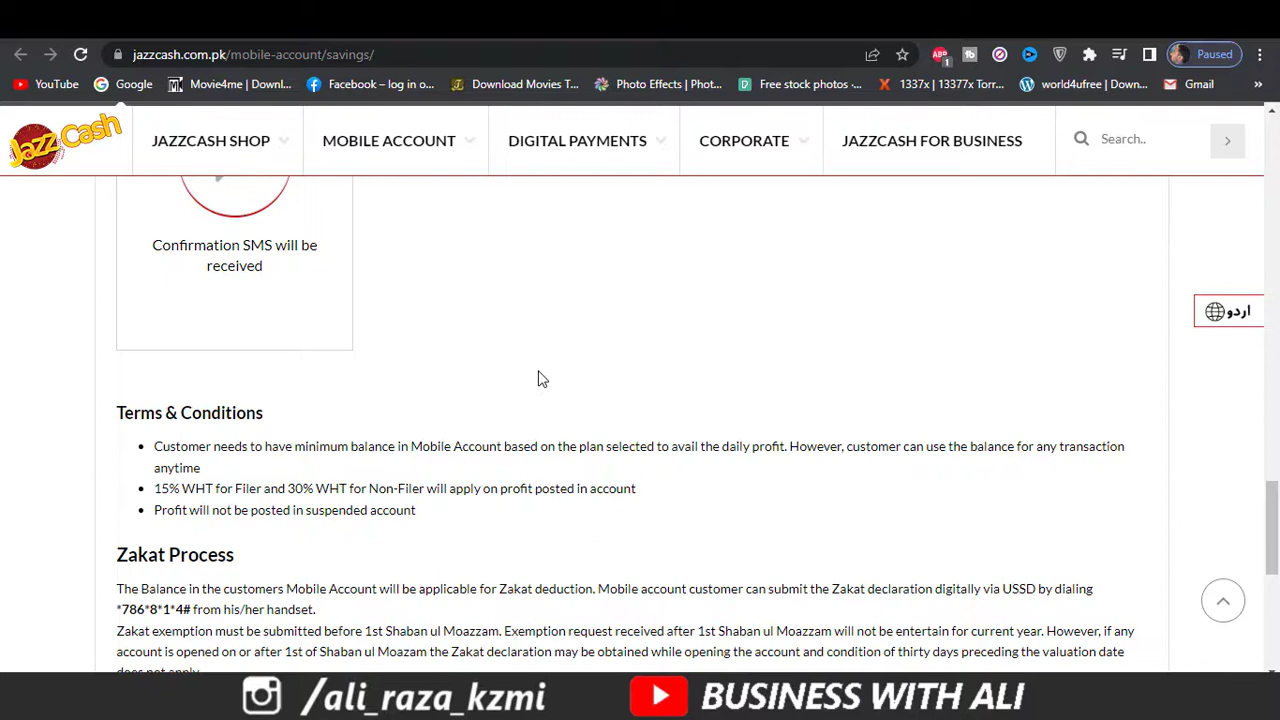 jazzcash.com.pk/mobile-account/savings/
ABP
1
Paused
YouTube
Google
Movie4me | Downl...
Facebook – log in o...
Download Movies T...
Photo Effects | Phot...
Free stock photos -...
1337x | 13377x Torr...
world4ufree | Down...
Gmail
»
Jazz Cash
JAZZCASH SHOP
MOBILE ACCOUNT
DIGITAL PAYMENTS
CORPORATE
JAZZCASH FOR BUSINESS
Search..
Confirmation SMS will be
received
اردو
Terms & Conditions
• Customer needs to have minimum balance in Mobile Account based on the plan selected to avail the daily profit. However, customer can use the balance for any transaction
anytime
• 15% WHT for Filer and 30% WHT for Non-Filer will apply on profit posted in account
• Profit will not be posted in suspended account
Zakat Process
The Balance in the customers Mobile Account will be applicable for Zakat deduction. Mobile account customer can submit the Zakat declaration digitally via USSD by dialing
*786*8*1*4# from his/her handset.
Zakat exemption must be submitted before 1st Shaban ul Moazzam. Exemption request received after 1st Shaban ul Moazzam will not be entertain for current year. However, if any
account is opened on or after 1st of Shaban ul Moazam the Zakat declaration may be obtained while opening the account and condition of thirty days preceding the valuation date
does not apply
/ali_raza_kzmi
BUSINESS WITH ALI